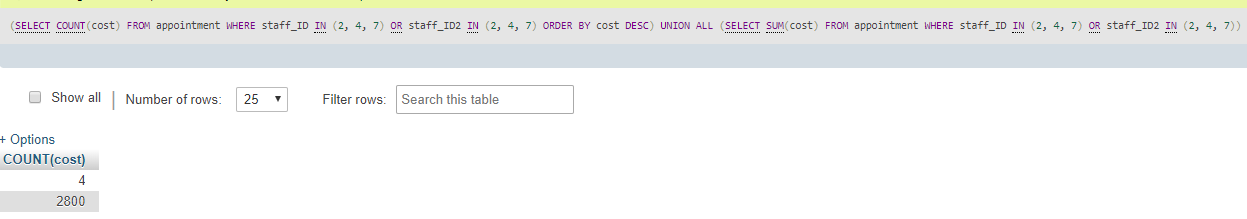 (SELECT COUNT(cost) FROM appointment WHERE staff_ID IN (2, 4, 7) OR staff_ID2 IN (2, 4, 7) ORDER BY cost DESC) UNION ALL (SELECT SUM(cost) FROM appointment WHERE staff_ID IN (2, 4, 7) OR staff_ID2 IN (2, 4, 7))
Show all | Number of rows: 25 Filter rows: Search this table
+ Options
COUNT(cost)
4
2800